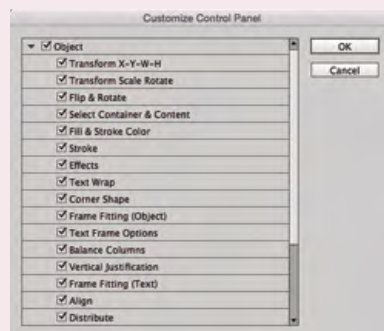 Customize Control Panel
Object
OK
Transform X-Y-W-H
Cancel
Transform Scale Rotate
Flip & Rotate
Select Container & Content
Fill & Stroke Color
Stroke
Effects
Text Wrap
Corner Shape
Frame Fitting (Object)
Text Frame Options
Balance Columns
Vertical Justification
Frame Fitting (Text)
Align
Distribute